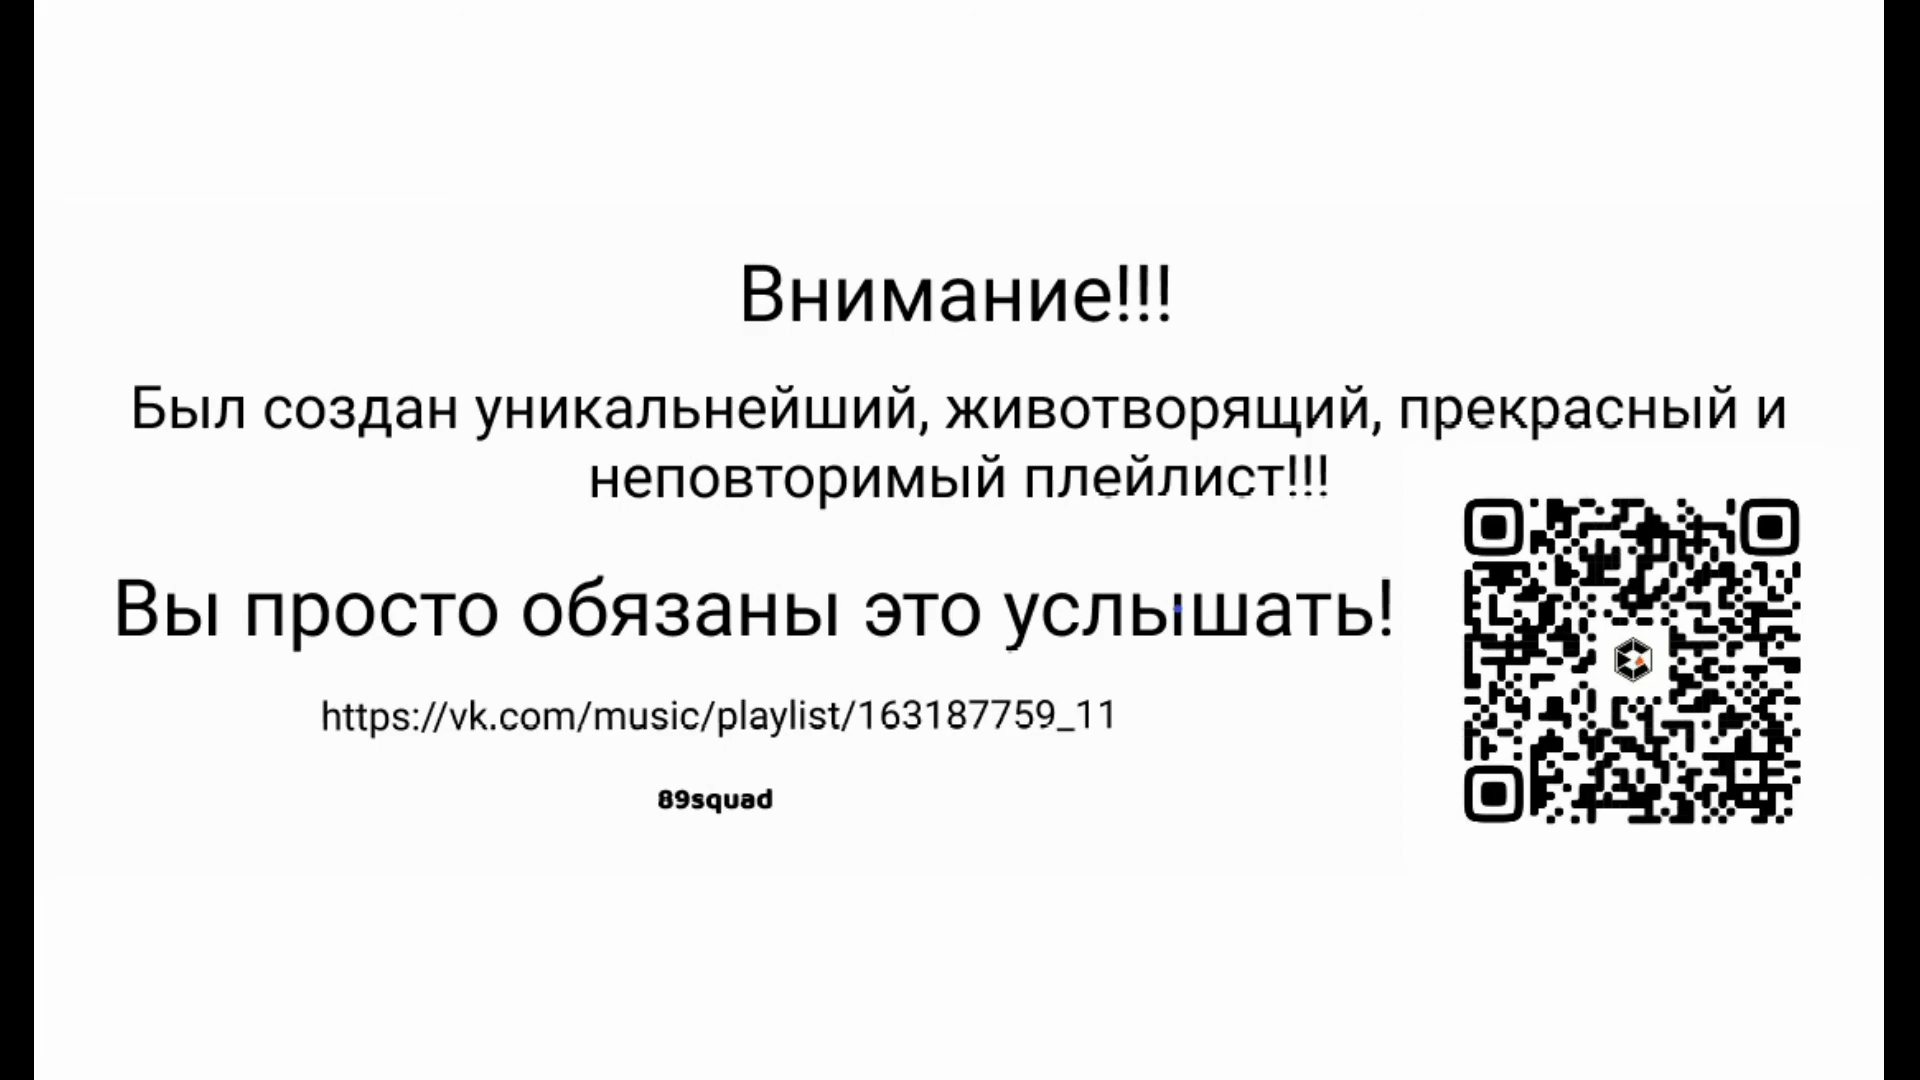 Внимание!!!
Был создан уникальнейший, животворящий, прекрасный и
неповторимый плейлист!!!
Вы просто обязаны это услышать!
https://vk.com/music/playlist/163187759_11
89squad